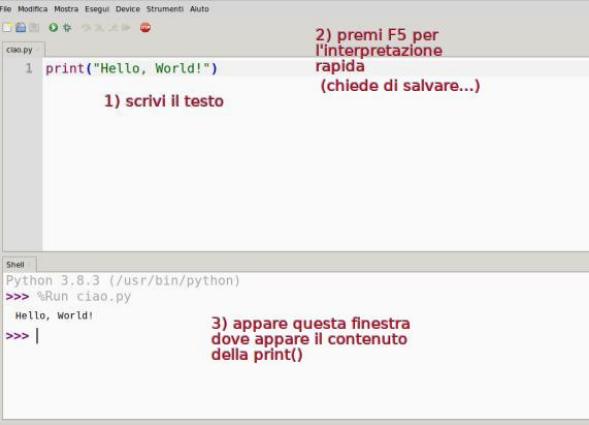 File Modifica Mostra Esegui Device Strumenti Aiuto
STOP
ciao.py
1 print("Hello, World!")
1) scrivi il testo
2) premi F5 per
l'interpretazione
rapida
(chiede di salvare...)
Shell
Python 3.8.3 (/usr/bin/python)
>>> %Run ciao.py
Hello, World!
>>>
3) appare questa finestra
dove appare il contenuto
della print()